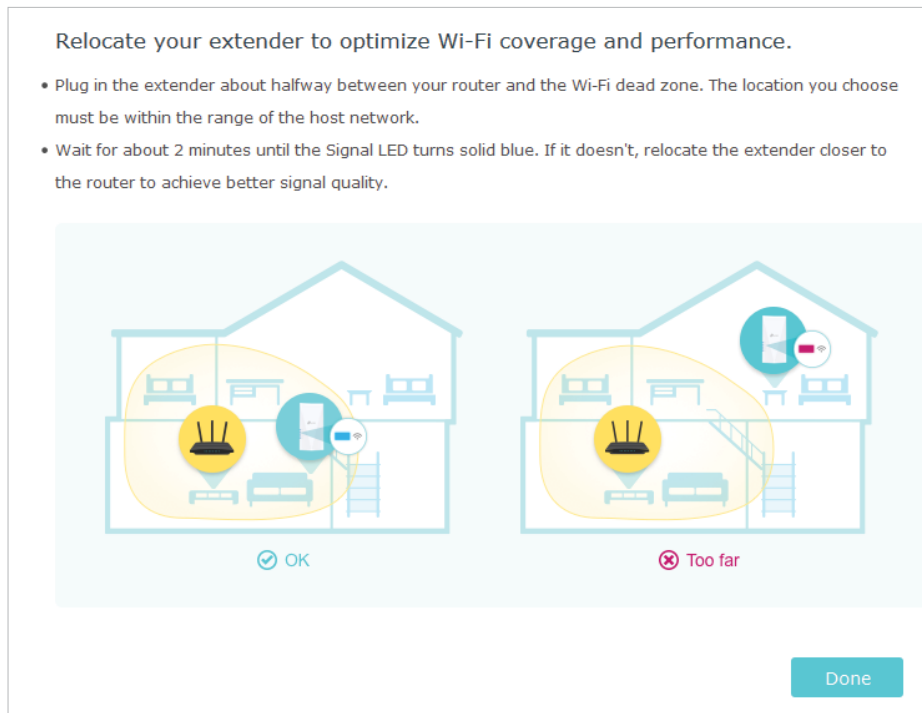 Relocate your extender to optimize Wi-Fi coverage and performance.
• Plug in the extender about halfway between your router and the Wi-Fi dead zone. The location you choose
must be within the range of the host network.
• Wait for about 2 minutes until the Signal LED turns solid blue. If it doesn't, relocate the extender closer to
the router to achieve better signal quality.
OK
Too far
Done